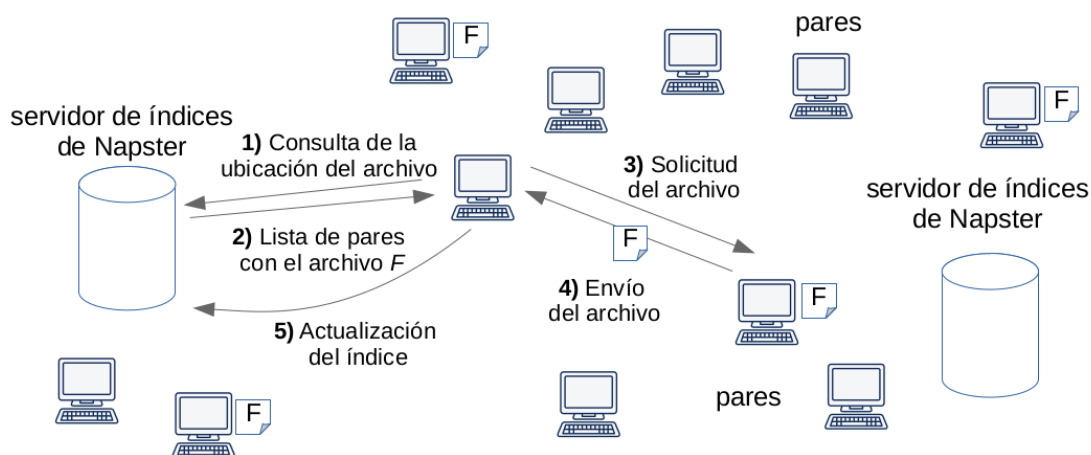 pares
F
F
servidor de índices
de Napster
1) Consulta de la
ubicación del archivo
3) Solicitud
del archivo
servidor de índices
de Napster
2) Lista de pares
con el archivo F
F
4) Envío
del archivo
F
5) Actualización
del índice
pares
F